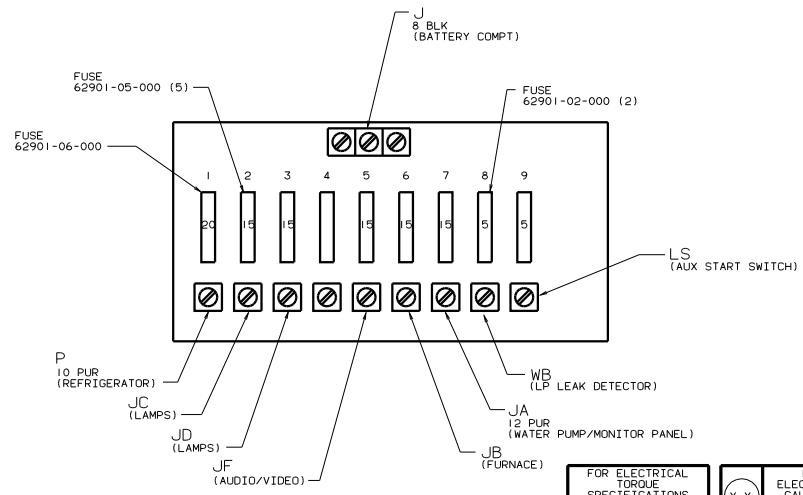 J
8 BLK
(BATTERY COMPT)
FUSE
62901-05-000 (5)
FUSE
62901-02-000 (2)
FUSE
62901-06-000
1 2 3 4 5 6 7 8 9
20 15 15 15 15 15 5 5
LS
(AUX START SWITCH)
P
10 PUR
(REFRIGERATOR)
WB
(LP LEAK DETECTOR)
JC
(LAMPS)
JA
12 PUR
(WATER PUMP/MONITOR PANEL)
JD
(LAMPS)
JB
(FURNACE)
JF
(AUDIO/VIDEO)
FOR ELECTRICAL
TORQUE
SPECIFICATIONS
X X